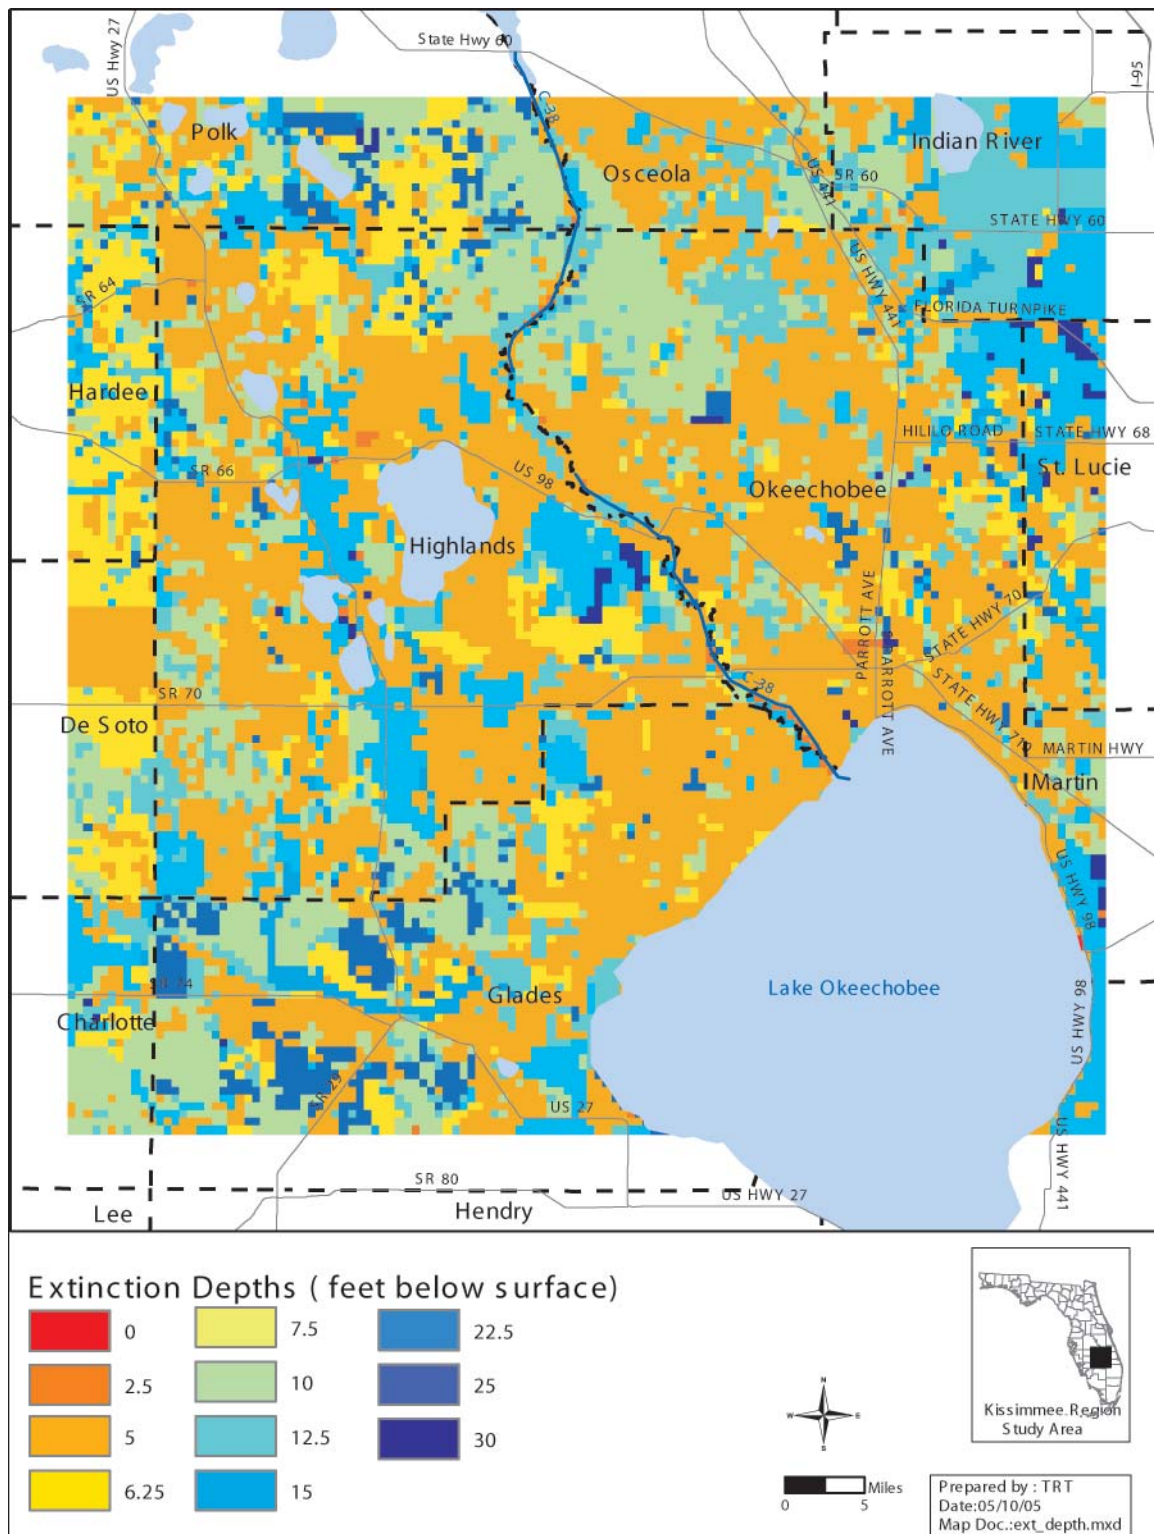 US Hwy 27
State Hwy 60
I-95
C-38
Polk
Osceola
Indian River
US 441
SR 60
STATE HWY 60
SR 64
US HWY 441
FLORIDA TURNPIKE
Hardee
HILILO ROAD
STATE HWY 68
SR 66
US 98
St. Lucie
Okeechobee
Highlands
PARROTT AVE
STATE HWY 70
S PARROTT AVE
SR 70
C-38
De Soto
STATE HWY 710
MARTIN HWY
Martin
US HWY 98
SR 74
Glades
Lake Okeechobee
Charlotte
US HWY 98
SR 29
US 27
US HWY 441
SR 80
US HWY 27
Lee
Hendry
Extinction Depths ( feet below surface)
0
7.5
22.5
2.5
10
25
5
12.5
30
6.25
15
N
W
E
S
Kissimmee Region
Study Area
Miles
0
5
Prepared by : TRT
Date:05/10/05
Map Doc.:ext_depth.mxd